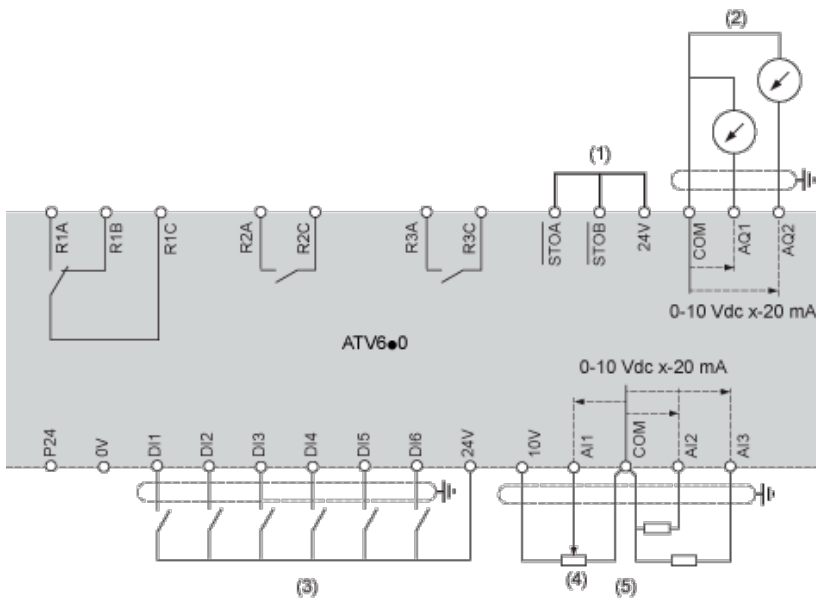 (2)
(1)
R1A
R1B
R1C
R2A
R2C
R3A
R3C
STOA
STOB
24V
COM
AQ1
AQ2
0-10 Vdc x-20 mA
ATV6●0
0-10 Vdc x-20 mA
P24
0V
DI1
DI2
DI3
DI4
DI5
DI6
24V
10V
AI1
COM
AI2
AI3
(3)
(4)
(5)